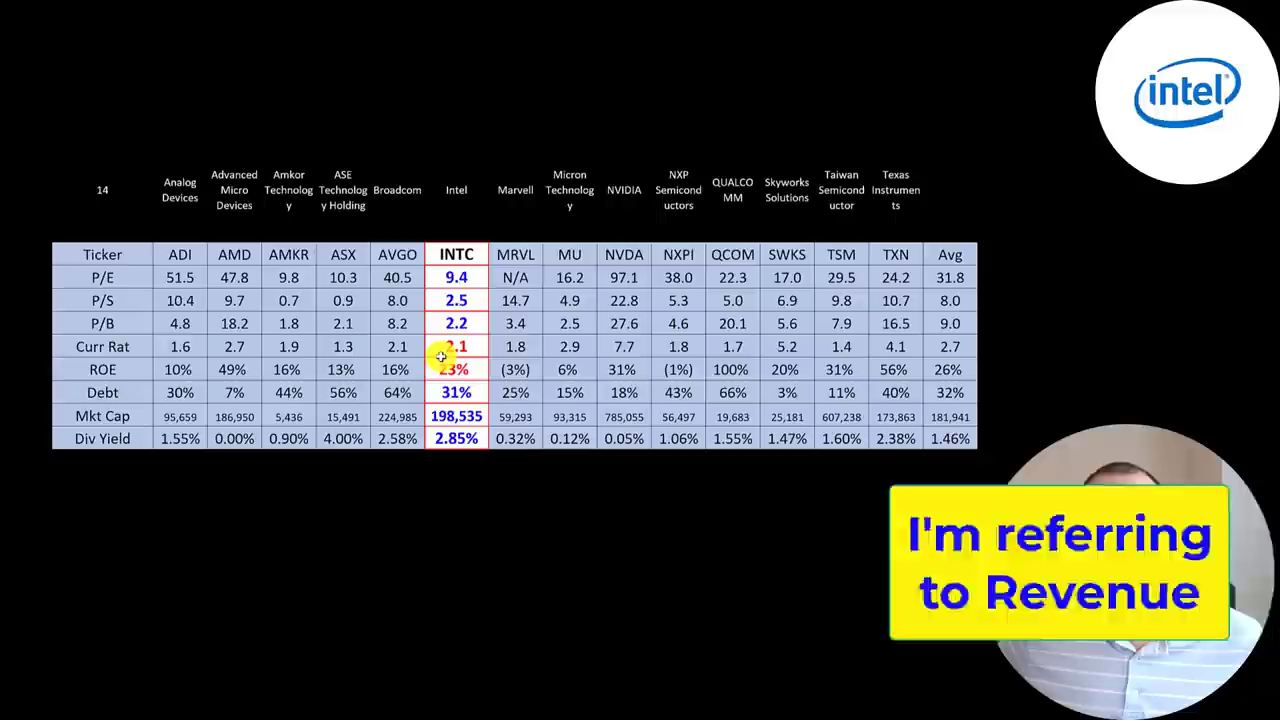 intel
14 Analog Devices Advanced Micro Devices Amkor Technolog y ASE Technolog y Holding Broadcom Intel Marvell Micron Technolog y NVIDIA NXP Semicond uctors QUALCO MM Skyworks Solutions Taiwan Semicond uctor Texas Instrumen ts
Ticker ADI AMD AMKR ASX AVGO INTC MRVL MU NVDA NXPI QCOM SWKS TSM TXN Avg
P/E 51.5 47.8 9.8 10.3 40.5 9.4 N/A 16.2 97.1 38.0 22.3 17.0 29.5 24.2 31.8
P/S 10.4 9.7 0.7 0.9 8.0 2.5 14.7 4.9 22.8 5.3 5.0 6.9 9.8 10.7 8.0
P/B 4.8 18.2 1.8 2.1 8.2 2.2 3.4 2.5 27.6 4.6 20.1 5.6 7.9 16.5 9.0
Curr Rat 1.6 2.7 1.9 1.3 2.1 2.1 1.8 2.9 7.7 1.8 1.7 5.2 1.4 4.1 2.7
ROE 10% 49% 16% 13% 16% 23% (3%) 6% 31% (1%) 100% 20% 31% 56% 26%
Debt 30% 7% 44% 56% 64% 31% 25% 15% 18% 43% 66% 3% 11% 40% 32%
Mkt Cap 95,659 186,950 5,436 15,491 224,985 198,535 59,293 93,315 785,055 56,497 19,683 25,181 607,238 173,863 181,941
Div Yield 1.55% 0.00% 0.90% 4.00% 2.58% 2.85% 0.32% 0.12% 0.05% 1.06% 1.55% 1.47% 1.60% 2.38% 1.46%
I'm referring
to Revenue